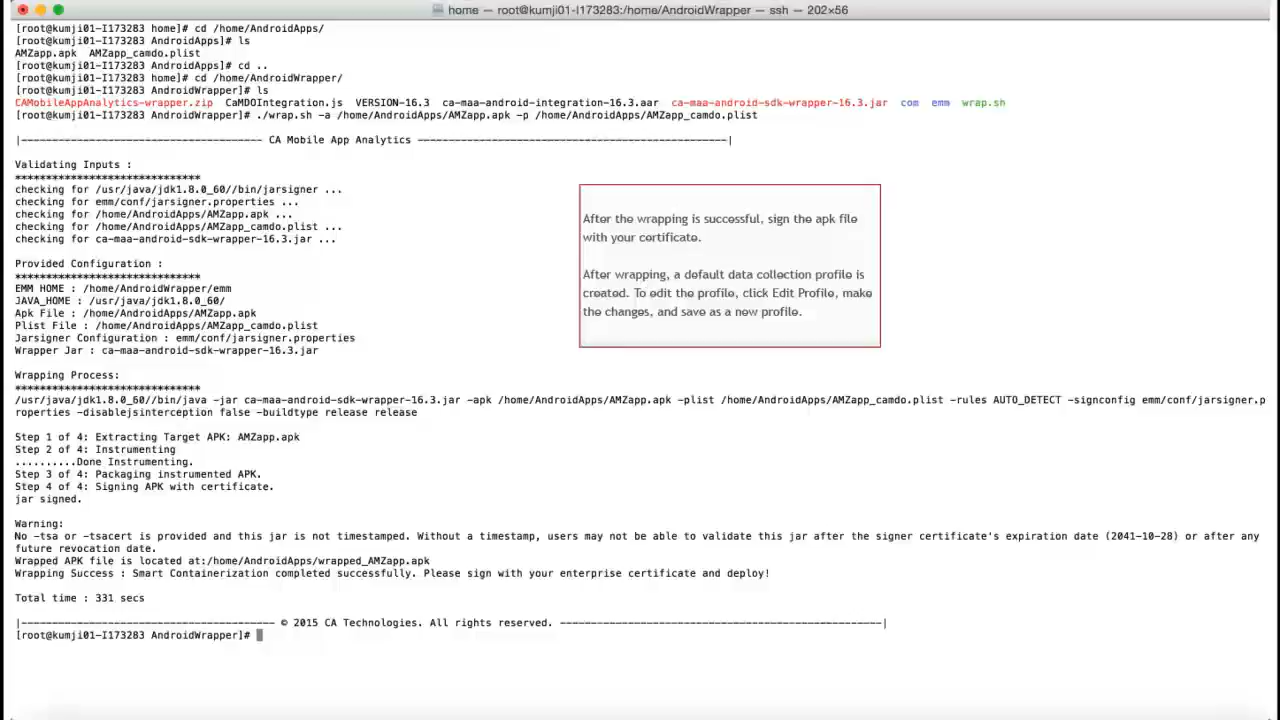 home — root@kumji01-I173283:/home/AndroidWrapper — ssh — 202×56
[root@kumji01-I173283 home]# cd /home/AndroidApps/
[root@kumji01-I173283 AndroidApps]# ls
AMZapp.apk  AMZapp_camdo.plist
[root@kumji01-I173283 AndroidApps]# cd ..
[root@kumji01-I173283 home]# cd /home/AndroidWrapper/
[root@kumji01-I173283 AndroidWrapper]# ls
CAMobileAppAnalytics-wrapper.zip  CaMDOIntegration.js  VERSION-16.3  ca-maa-android-integration-16.3.aar  ca-maa-android-sdk-wrapper-16.3.jar  com  emm  wrap.sh
[root@kumji01-I173283 AndroidWrapper]# ./wrap.sh -a /home/AndroidApps/AMZapp.apk -p /home/AndroidApps/AMZapp_camdo.plist
|--------------------------------------- CA Mobile App Analytics --------------------------------------------------|
Validating Inputs :
******************************
checking for /usr/java/jdk1.8.0_60//bin/jarsigner ...
checking for emm/conf/jarsigner.properties ...
checking for /home/AndroidApps/AMZapp.apk ...
checking for /home/AndroidApps/AMZapp_camdo.plist ...
checking for ca-maa-android-sdk-wrapper-16.3.jar ...
After the wrapping is successful, sign the apk file
with your certificate.
After wrapping, a default data collection profile is
created. To edit the profile, click Edit Profile, make
the changes, and save as a new profile.
Provided Configuration :
******************************
EMM HOME : /home/AndroidWrapper/emm
JAVA_HOME : /usr/java/jdk1.8.0_60/
Apk File : /home/AndroidApps/AMZapp.apk
Plist File : /home/AndroidApps/AMZapp_camdo.plist
Jarsigner Configuration : emm/conf/jarsigner.properties
Wrapper Jar : ca-maa-android-sdk-wrapper-16.3.jar
Wrapping Process:
******************************
/usr/java/jdk1.8.0_60//bin/java -jar ca-maa-android-sdk-wrapper-16.3.jar -apk /home/AndroidApps/AMZapp.apk -plist /home/AndroidApps/AMZapp_camdo.plist -rules AUTO_DETECT -signconfig emm/conf/jarsigner.p
roperties -disablejsinterception false -buildtype release release
Step 1 of 4: Extracting Target APK: AMZapp.apk
Step 2 of 4: Instrumenting
..........Done Instrumenting.
Step 3 of 4: Packaging instrumented APK.
Step 4 of 4: Signing APK with certificate.
jar signed.
Warning:
No -tsa or -tsacert is provided and this jar is not timestamped. Without a timestamp, users may not be able to validate this jar after the signer certificate's expiration date (2041-10-28) or after any
future revocation date.
Wrapped APK file is located at:/home/AndroidApps/wrapped_AMZapp.apk
Wrapping Success : Smart Containerization completed successfully. Please sign with your enterprise certificate and deploy!
Total time : 331 secs
|----------------------------------------- © 2015 CA Technologies. All rights reserved. ----------------------------------------------------|
[root@kumji01-I173283 AndroidWrapper]#